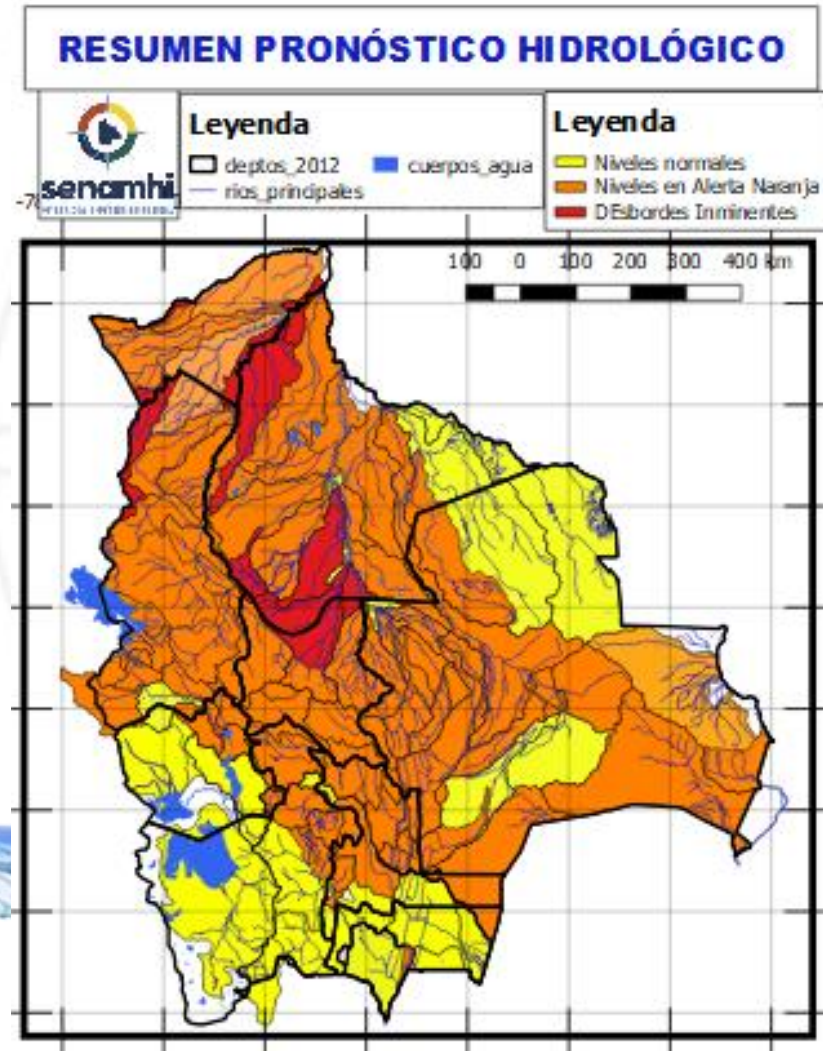 RESUMEN PRONÓSTICO HIDROLÓGICO
senamhi
Leyenda
deptos_2012 cuerpos_agua
rios_principales
Leyenda
Niveles normales
Niveles en Alerta Naranja
DEsbordes Inminentes
100 0 100 200 300 400 km